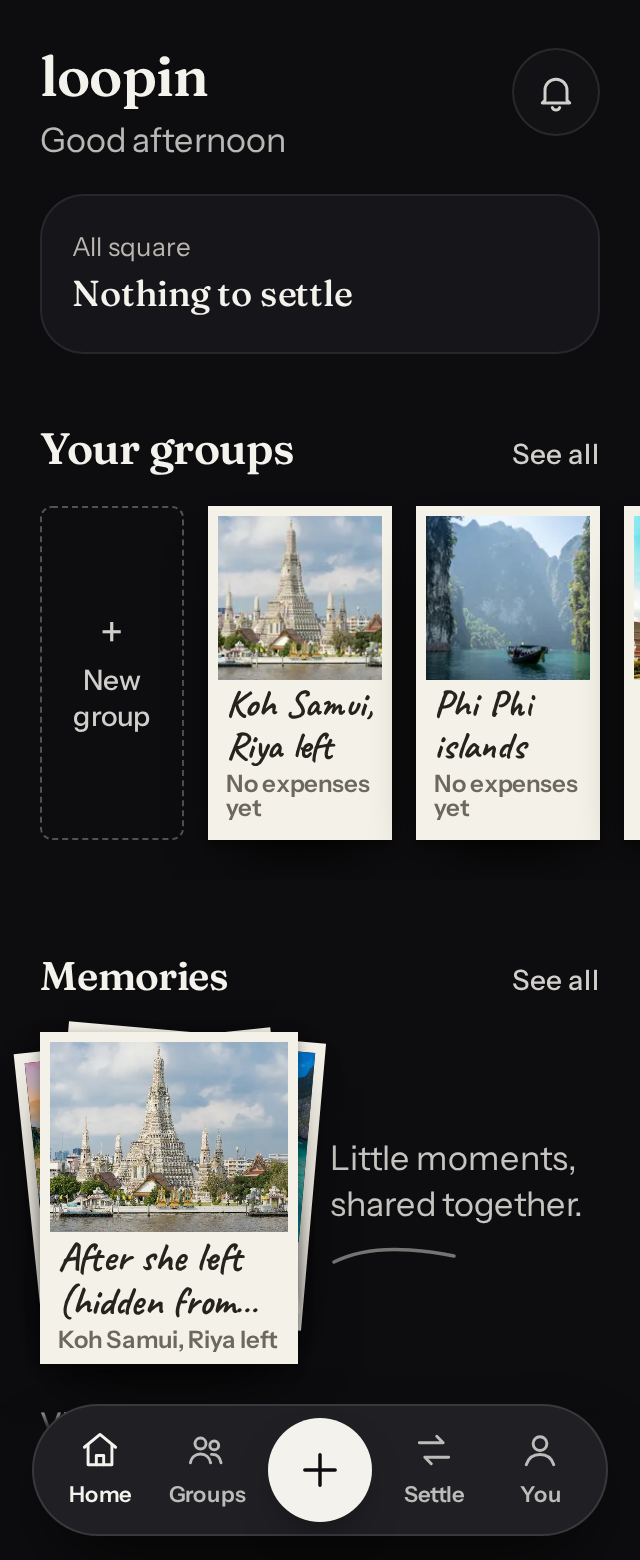 loopin
Good afternoon
All square
Nothing to settle
Your groups
See all
+
New
group
Koh Samui,
Riya left
No expenses
yet
Phi Phi
islands
No expenses
yet
Memories
See all
Little moments,
shared together.
After she left
(hidden from...
Koh Samui, Riya left
Home
Groups
+
Settle
You